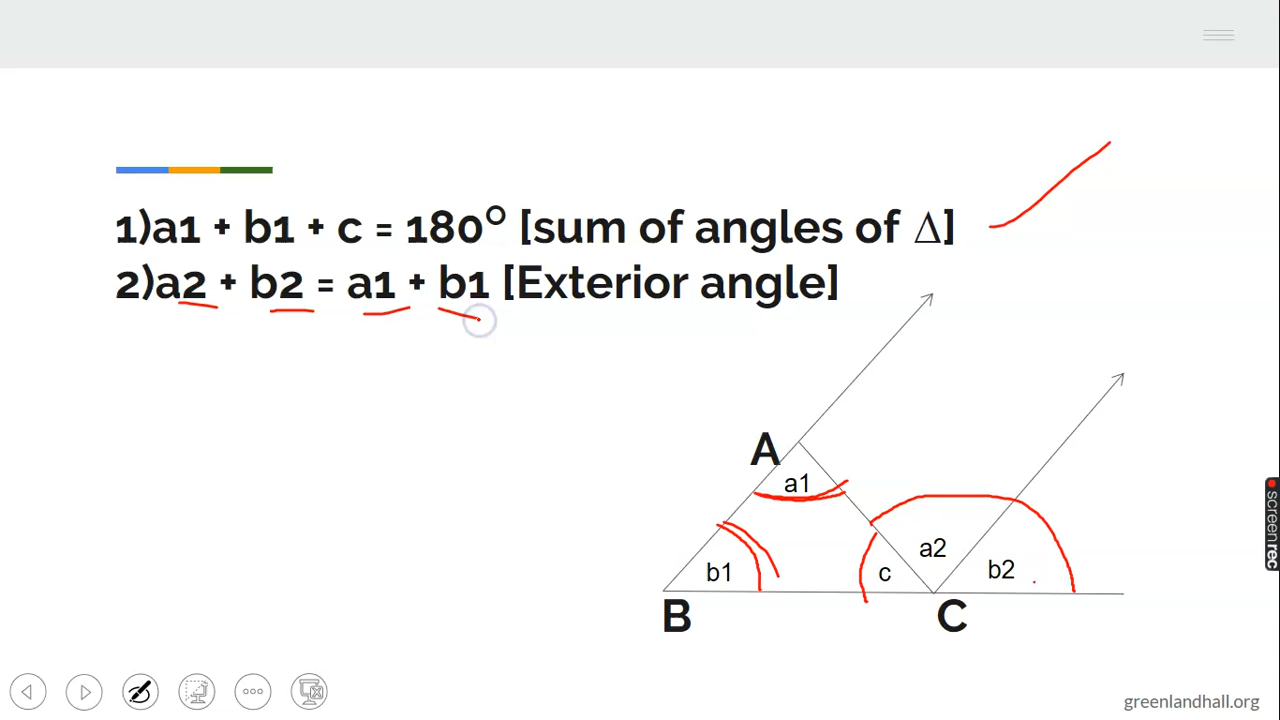 1)a1 + b1 + c = 180° [sum of angles of Δ]
2)a2 + b2 = a1 + b1 [Exterior angle]
A
a1
a2
b1
c
b2
B
C
screenrec
greenlandhall.org